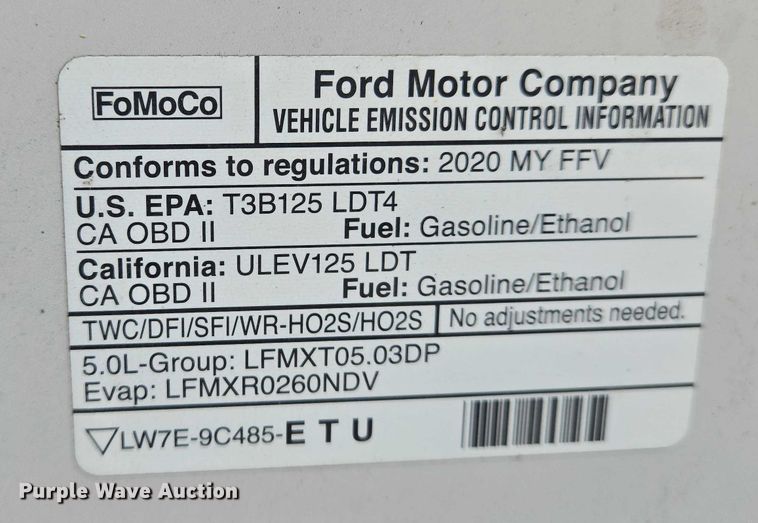 FoMoCo
Ford Motor Company
VEHICLE EMISSION CONTROL INFORMATION
Conforms to regulations: 2020 MY FFV
U.S. EPA: T3B125 LDT4
CA OBD II Fuel: Gasoline/Ethanol
California: ULEV125 LDT
CA OBD II Fuel: Gasoline/Ethanol
TWC/DFI/SFI/WR-HO2S/HO2S No adjustments needed.
5.0L-Group: LFMXT05.03DP
Evap: LFMXR0260NDV
▽LW7E-9C485-E T U
Purple Wave Auction